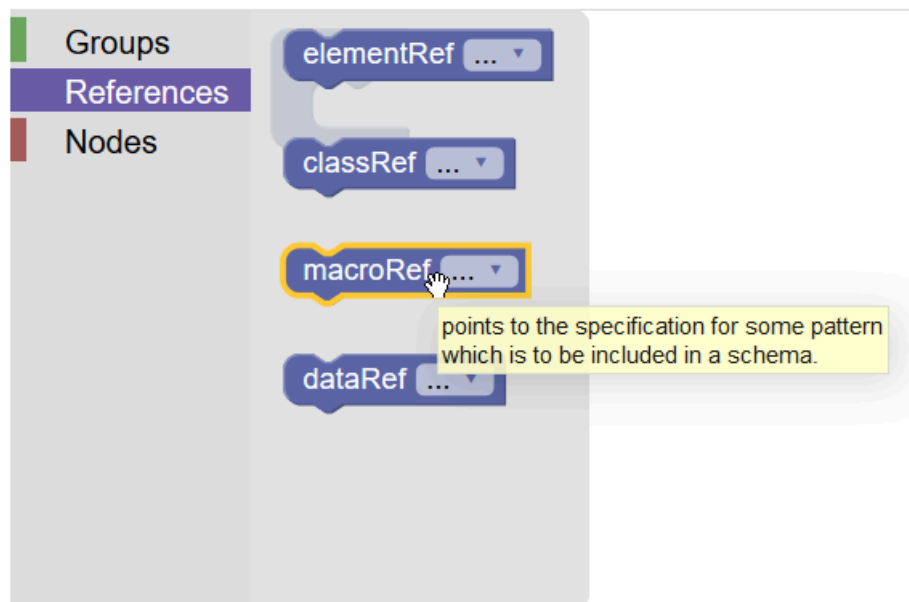 Groups
References
Nodes
elementRef ...
classRef ...
macroRef ...
points to the specification for some pattern
which is to be included in a schema.
dataRef ...